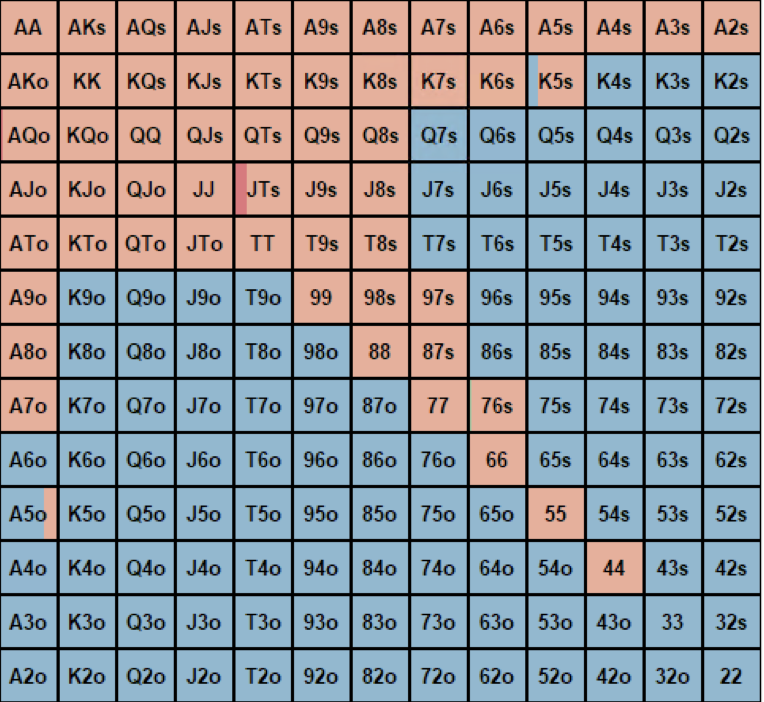 AA AKs AQs AJs ATs A9s A8s A7s A6s A5s A4s A3s A2s
AKo KK KQs KJs KTs K9s K8s K7s K6s K5s K4s K3s K2s
AQo KQo QQ QJs QTs Q9s Q8s Q7s Q6s Q5s Q4s Q3s Q2s
AJo KJo QJo JJ JTs J9s J8s J7s J6s J5s J4s J3s J2s
ATo KTo QTo JTo TT T9s T8s T7s T6s T5s T4s T3s T2s
A9o K9o Q9o J9o T9o 99 98s 97s 96s 95s 94s 93s 92s
A8o K8o Q8o J8o T8o 98o 88 87s 86s 85s 84s 83s 82s
A7o K7o Q7o J7o T7o 97o 87o 77 76s 75s 74s 73s 72s
A6o K6o Q6o J6o T6o 96o 86o 76o 66 65s 64s 63s 62s
A5o K5o Q5o J5o T5o 95o 85o 75o 65o 55 54s 53s 52s
A4o K4o Q4o J4o T4o 94o 84o 74o 64o 54o 44 43s 42s
A3o K3o Q3o J3o T3o 93o 83o 73o 63o 53o 43o 33 32s
A2o K2o Q2o J2o T2o 92o 82o 72o 62o 52o 42o 32o 22